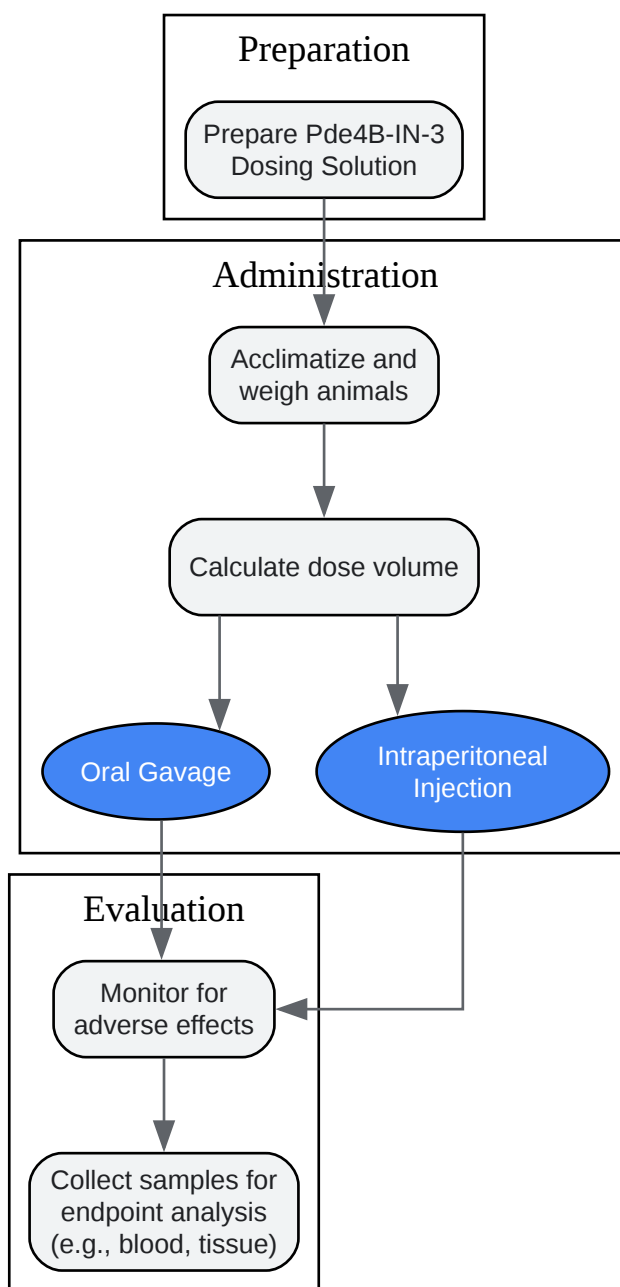 Preparation
Prepare Pde4B-IN-3
Dosing Solution
Administration
Acclimatize and
weigh animals
Calculate dose volume
Oral Gavage
Intraperitoneal
Injection
Evaluation
Monitor for
adverse effects
Collect samples for
endpoint analysis
(e.g., blood, tissue)